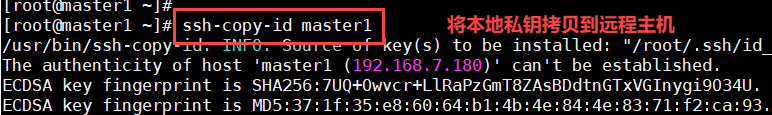 [root@master1 ~]#
[root@master1 ~]# ssh-copy-id master1 将本地私钥拷贝到远程主机
/usr/bin/ssh-copy-id: INFO: Source of key(s) to be installed: "/root/.ssh/id_
The authenticity of host 'master1 (192.168.7.180)' can't be established.
ECDSA key fingerprint is SHA256:7UQ+Owvcr+LlRaPzGmT8ZAsBDdtnGTxVGInygi9O34U.
ECDSA key fingerprint is MD5:37:1f:35:e8:60:64:b1:4b:4e:84:4e:83:71:f2:ca:93.